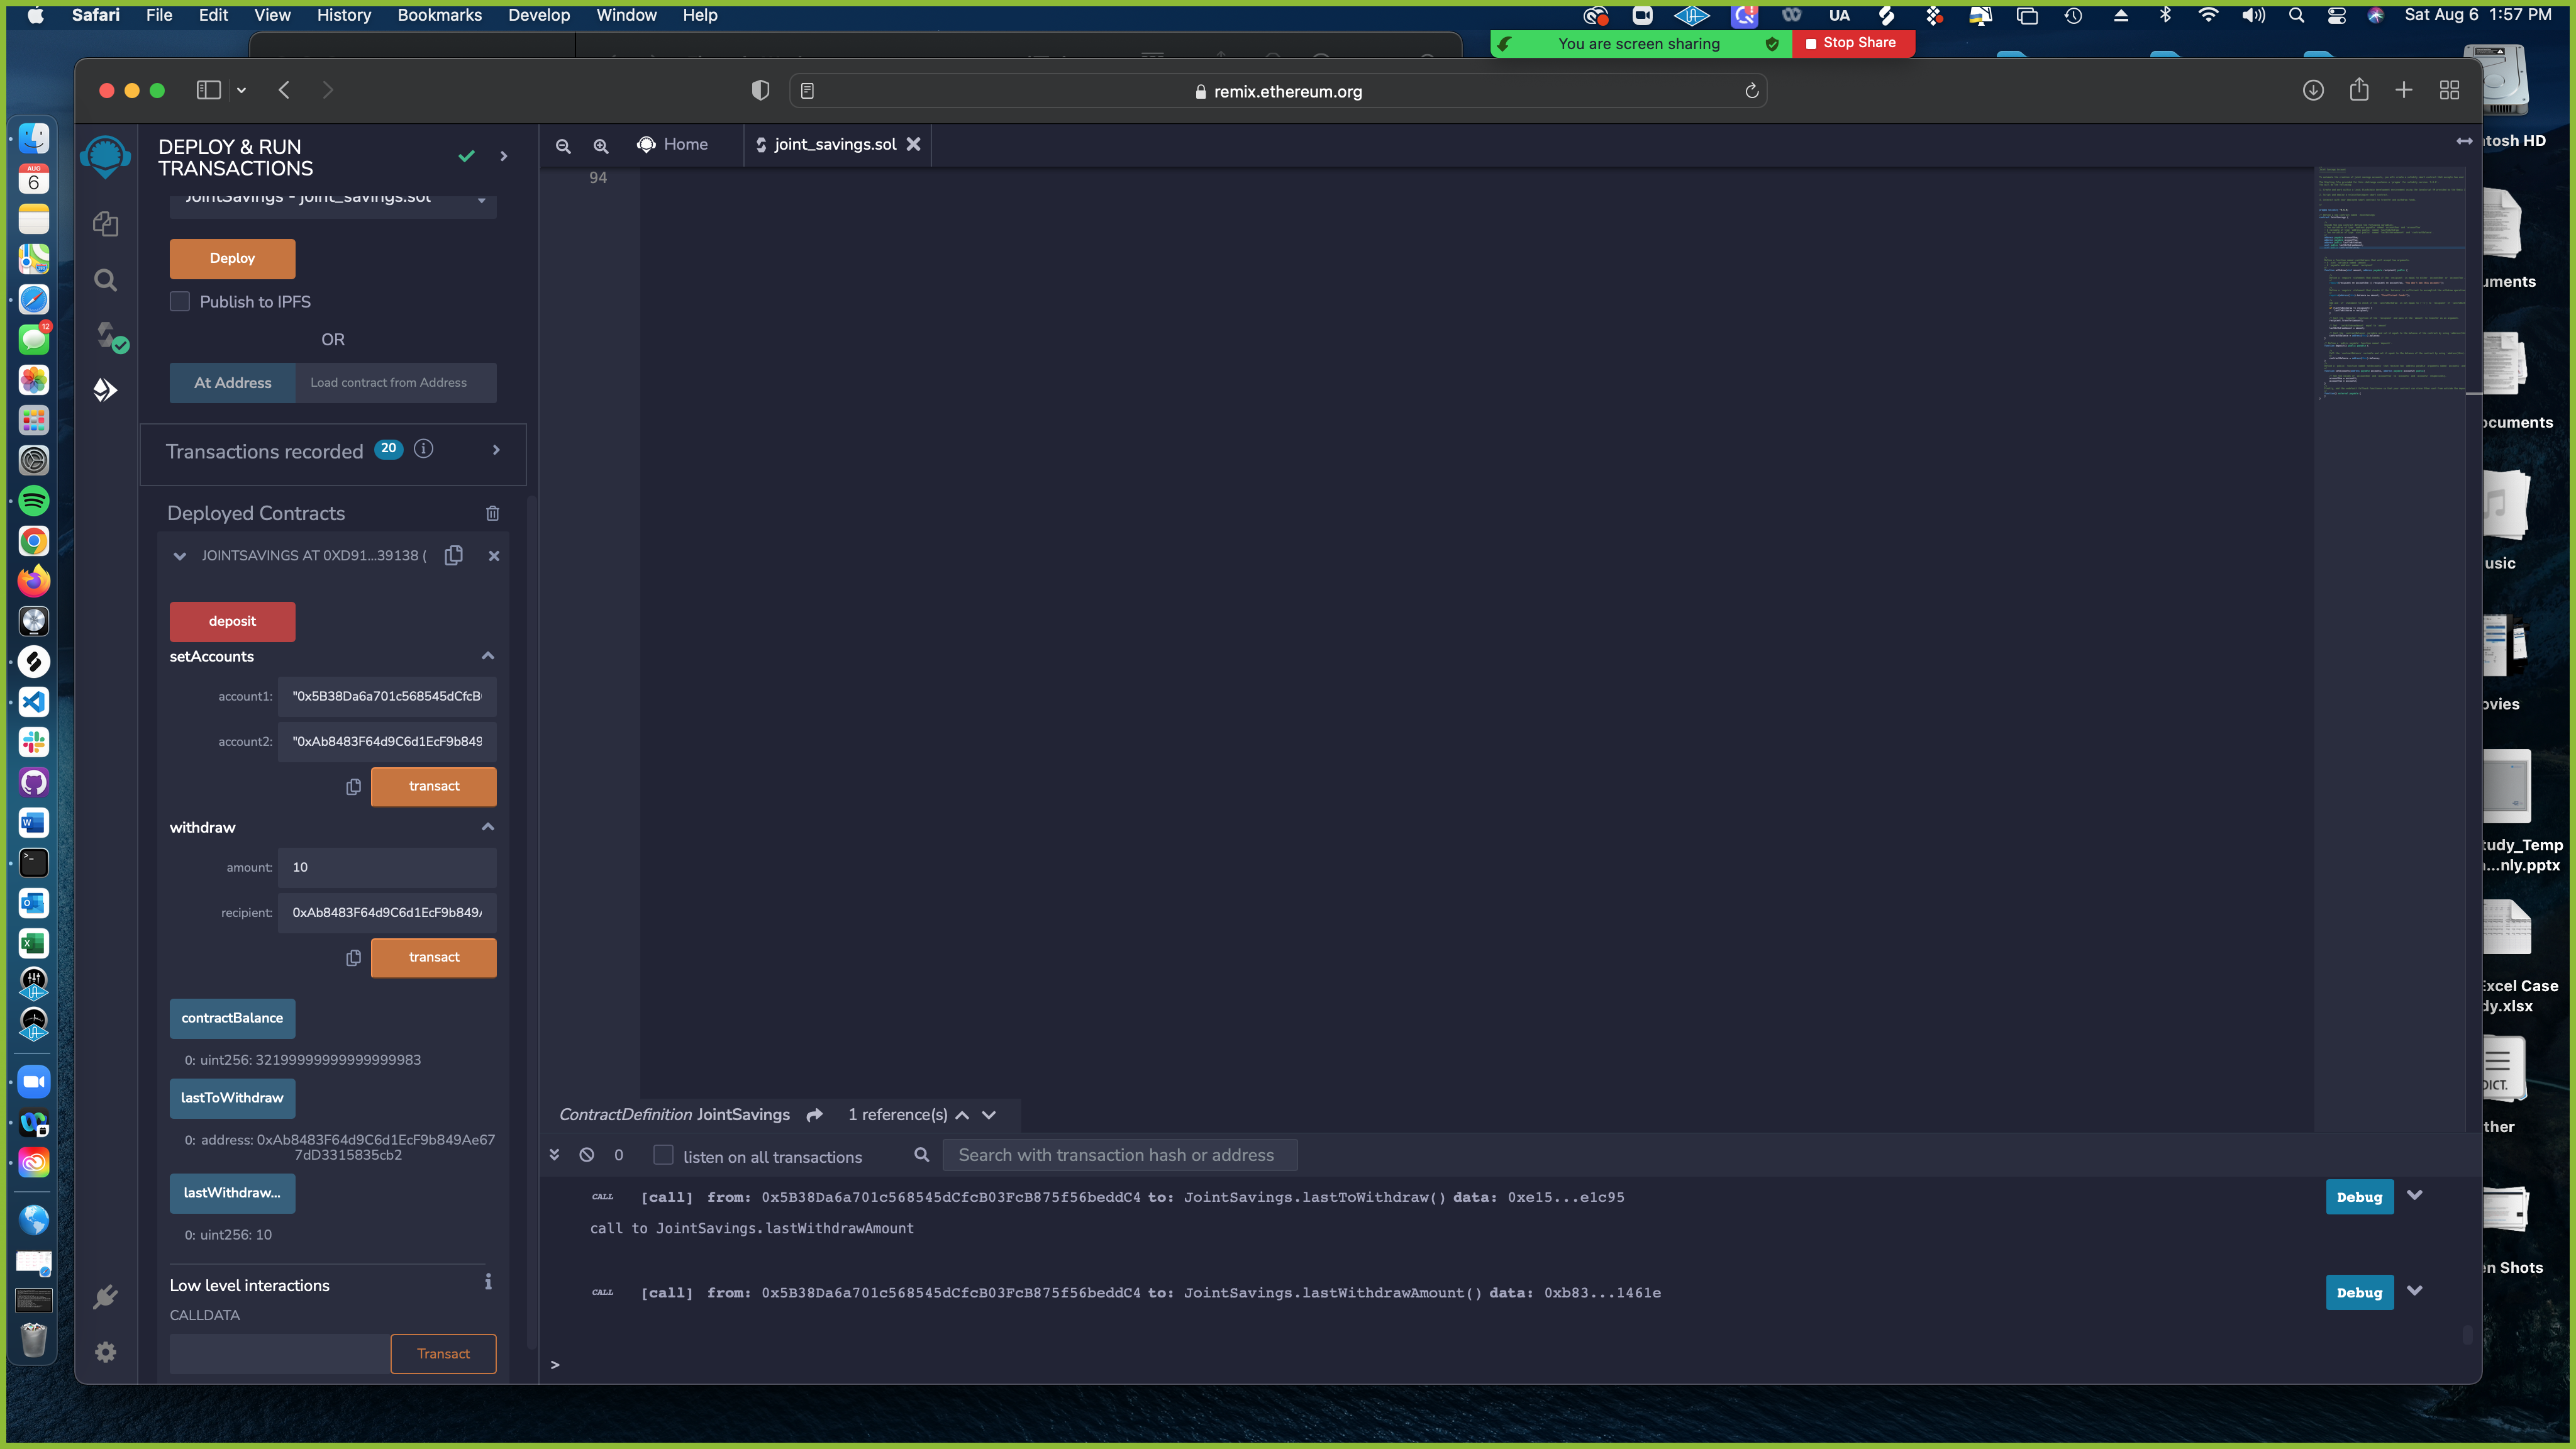 Safari File Edit View History Bookmarks Develop Window Help
UA
Sat Aug 6 1:57 PM
You are screen sharing
Stop Share
remix.ethereum.org
tosh HD
uments
ocuments
usic
ovies
tudy_Temp
...nly.pptx
Excel Case
dy.xlsx
DICT.
ther
en Shots
AUG
6
12
DEPLOY & RUN
TRANSACTIONS
JointSavings - joint_savings.sol
Deploy
Publish to IPFS
OR
At Address
Load contract from Address
Transactions recorded 20
Deployed Contracts
JOINTSAVINGS AT 0XD91...39138 (
deposit
setAccounts
account1: "0x5B38Da6a701c568545dCfcB
account2: "0xAb8483F64d9C6d1EcF9b849
transact
withdraw
amount: 10
recipient: 0xAb8483F64d9C6d1EcF9b849
transact
contractBalance
0: uint256: 32199999999999999983
lastToWithdraw
0: address: 0xAb8483F64d9C6d1EcF9b849Ae67
7dD3315835cb2
lastWithdraw...
0: uint256: 10
Low level interactions
CALLDATA
Transact
Home
joint_savings.sol
94
ContractDefinition JointSavings 1 reference(s)
0
listen on all transactions
Search with transaction hash or address
CALL [call] from: 0x5B38Da6a701c568545dCfcB03FcB875f56beddC4 to: JointSavings.lastToWithdraw() data: 0xe15...e1c95
Debug
call to JointSavings.lastWithdrawAmount
CALL [call] from: 0x5B38Da6a701c568545dCfcB03FcB875f56beddC4 to: JointSavings.lastWithdrawAmount() data: 0xb83...1461e
Debug
>